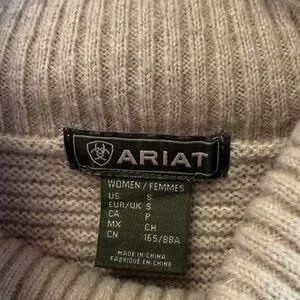 ARIAT
WOMEN / FEMMES
US S
EUR/UK S
CA P
MX CH
CN 165/88A
MADE IN CHINA
FABRIQUÉ EN CHINE